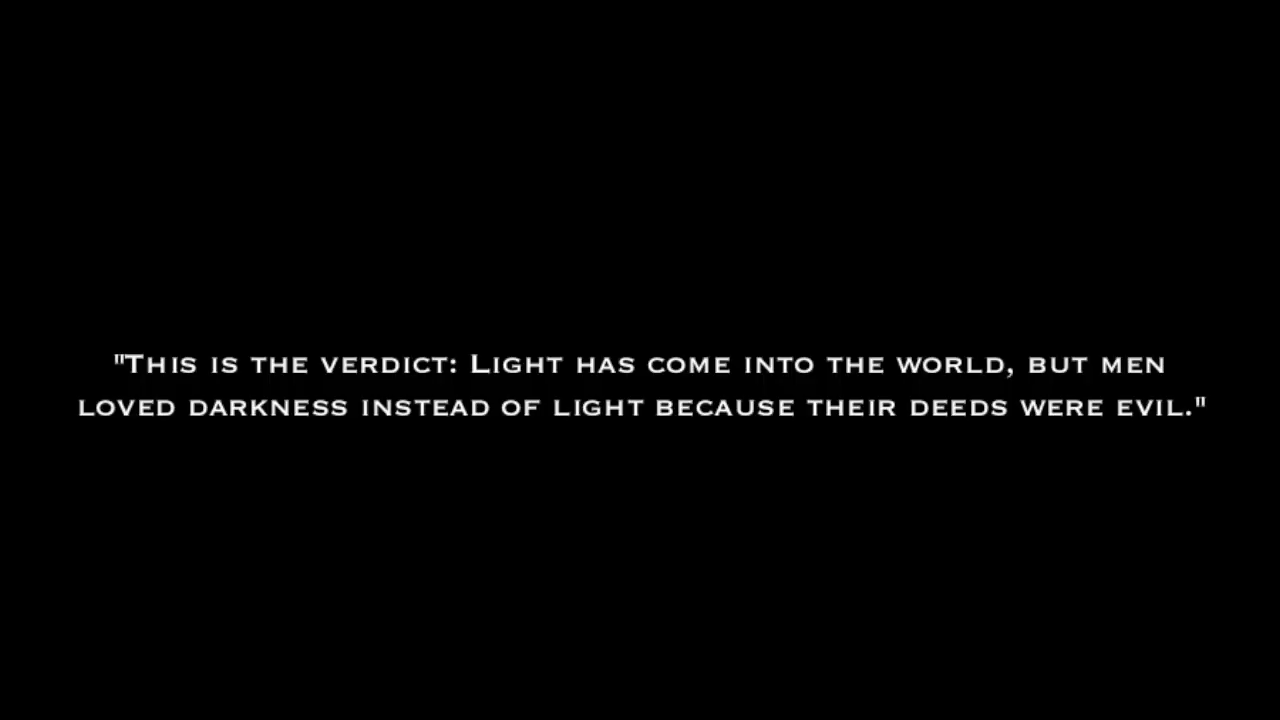 "This is the verdict: Light has come into the world, but men
loved darkness instead of light because their deeds were evil."